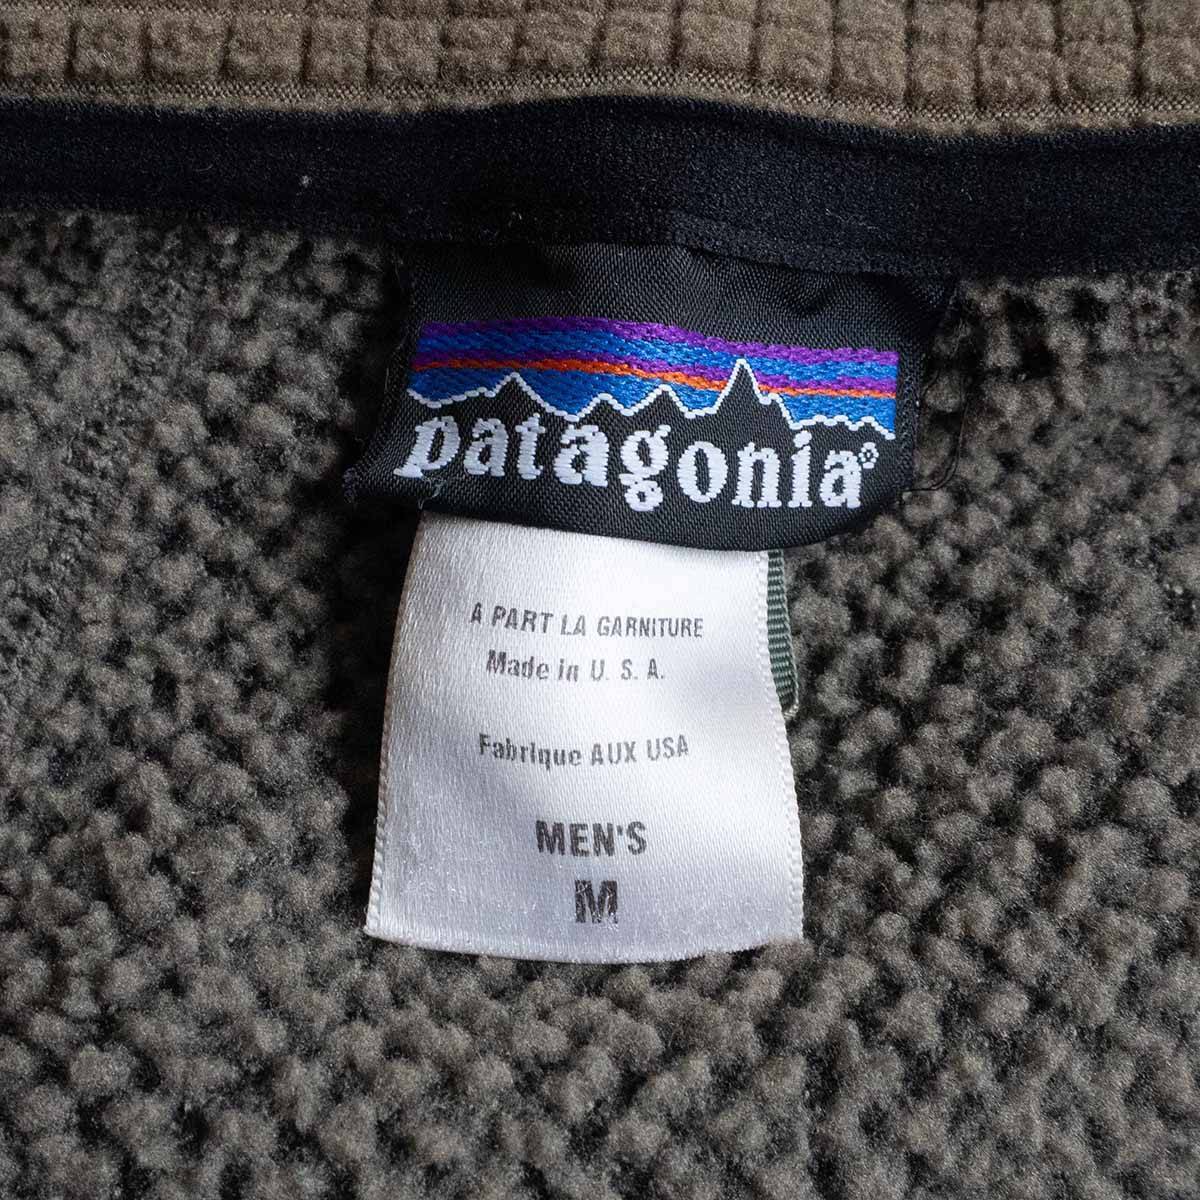 patagonia®
A PART LA GARNITURE
Made in U. S. A.
Fabrique AUX USA
MEN'S
M